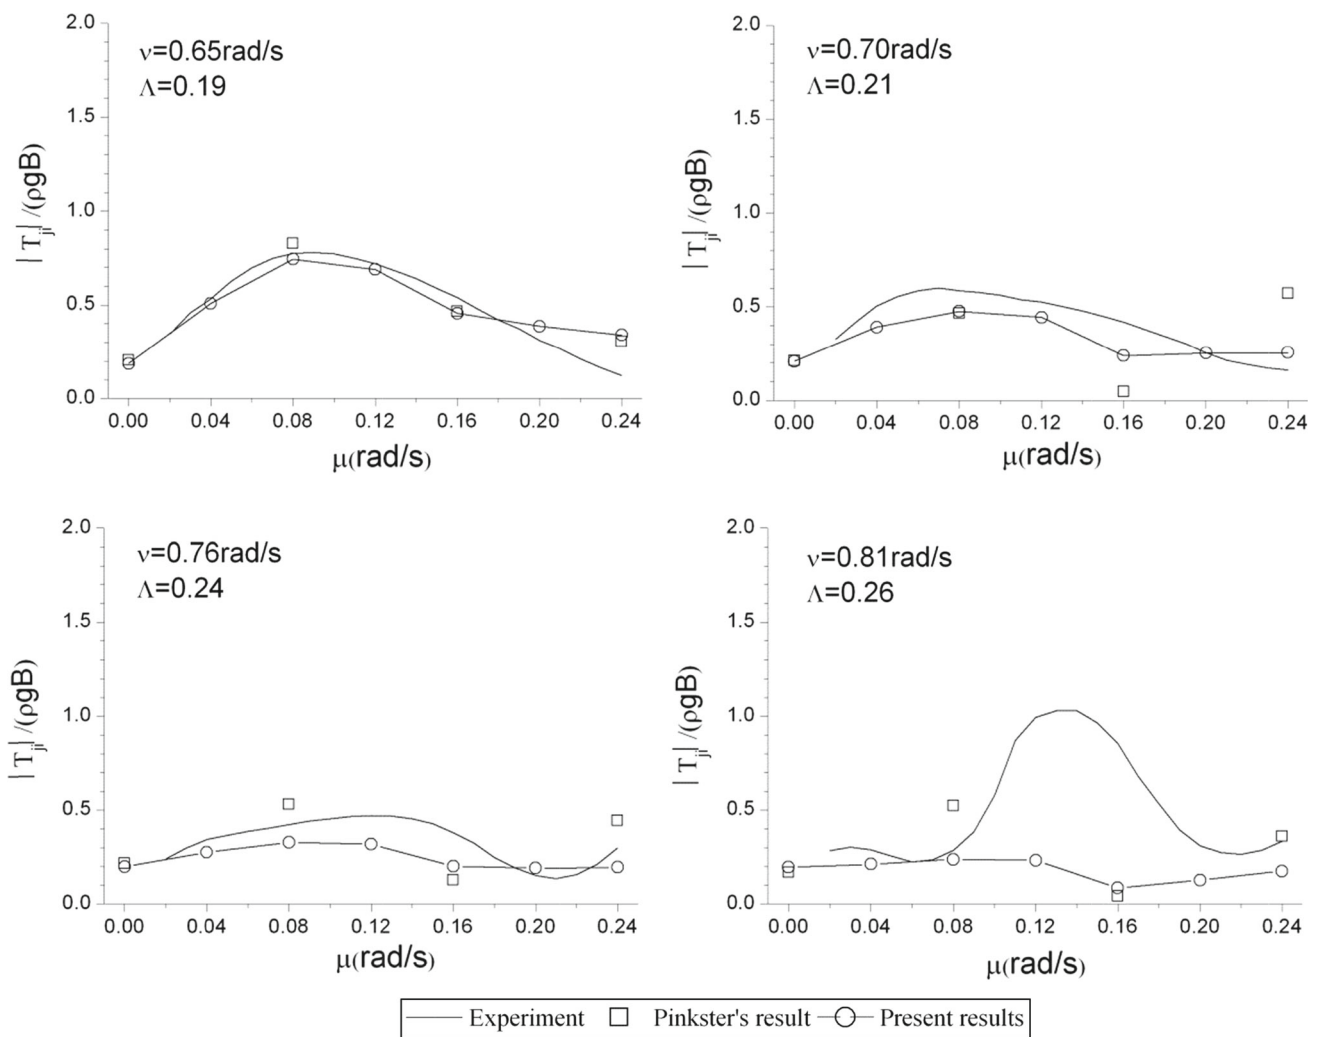 2.0
ν=0.65rad/s
Λ=0.19
1.5
1.0
0.5
0.0
|T_jl|/(ρgB)
0.00 0.04 0.08 0.12 0.16 0.20 0.24
μ(rad/s)
2.0
ν=0.70rad/s
Λ=0.21
1.5
1.0
0.5
0.0
|T_jl|/(ρgB)
0.00 0.04 0.08 0.12 0.16 0.20 0.24
μ(rad/s)
2.0
ν=0.76rad/s
Λ=0.24
1.5
1.0
0.5
0.0
|T_jl|/(ρgB)
0.00 0.04 0.08 0.12 0.16 0.20 0.24
μ(rad/s)
2.0
ν=0.81rad/s
Λ=0.26
1.5
1.0
0.5
0.0
|T_jl|/(ρgB)
0.00 0.04 0.08 0.12 0.16 0.20 0.24
μ(rad/s)
Experiment Pinkster's result Present results